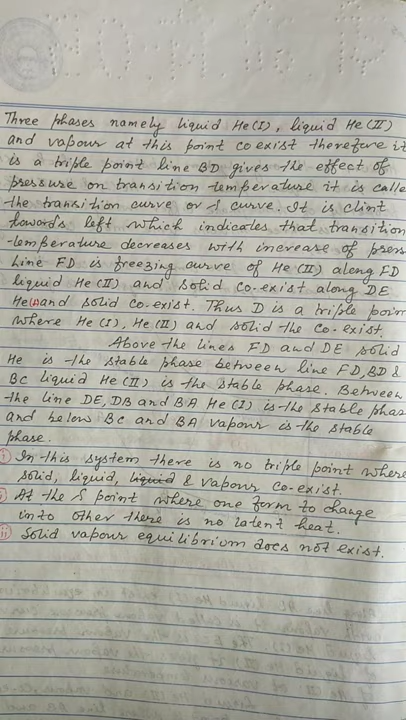 Three phases namely liquid He(I), liquid He(II)
and vapour at this point co exist therefore it
is a triple point line BD gives the effect of
pressure on transition temperature it is calle
the transition curve or λ curve. It is clint
towards left which indicates that transition
temperature decreases with increase of press
Line FD is freezing curve of He(II) along FD
liquid He(II) and solid co-exist along DE
He(I) and solid co-exist. Thus D is a triple point
where He(I), He(II) and solid the co-exist.
Above the lines FD and DE solid
He is the stable phase between line FD, BD &
BC liquid He(II) is the stable phase. Between
the line DE, DB and BA He(I) is the stable phas
and below BC and BA vapour is the stable
phase.
(i) In this system there is no triple point where
solid, liquid, liquid & vapour co-exist.
At the λ point where one form to change
into other there is no latent heat.
Solid vapour equilibrium does not exist.